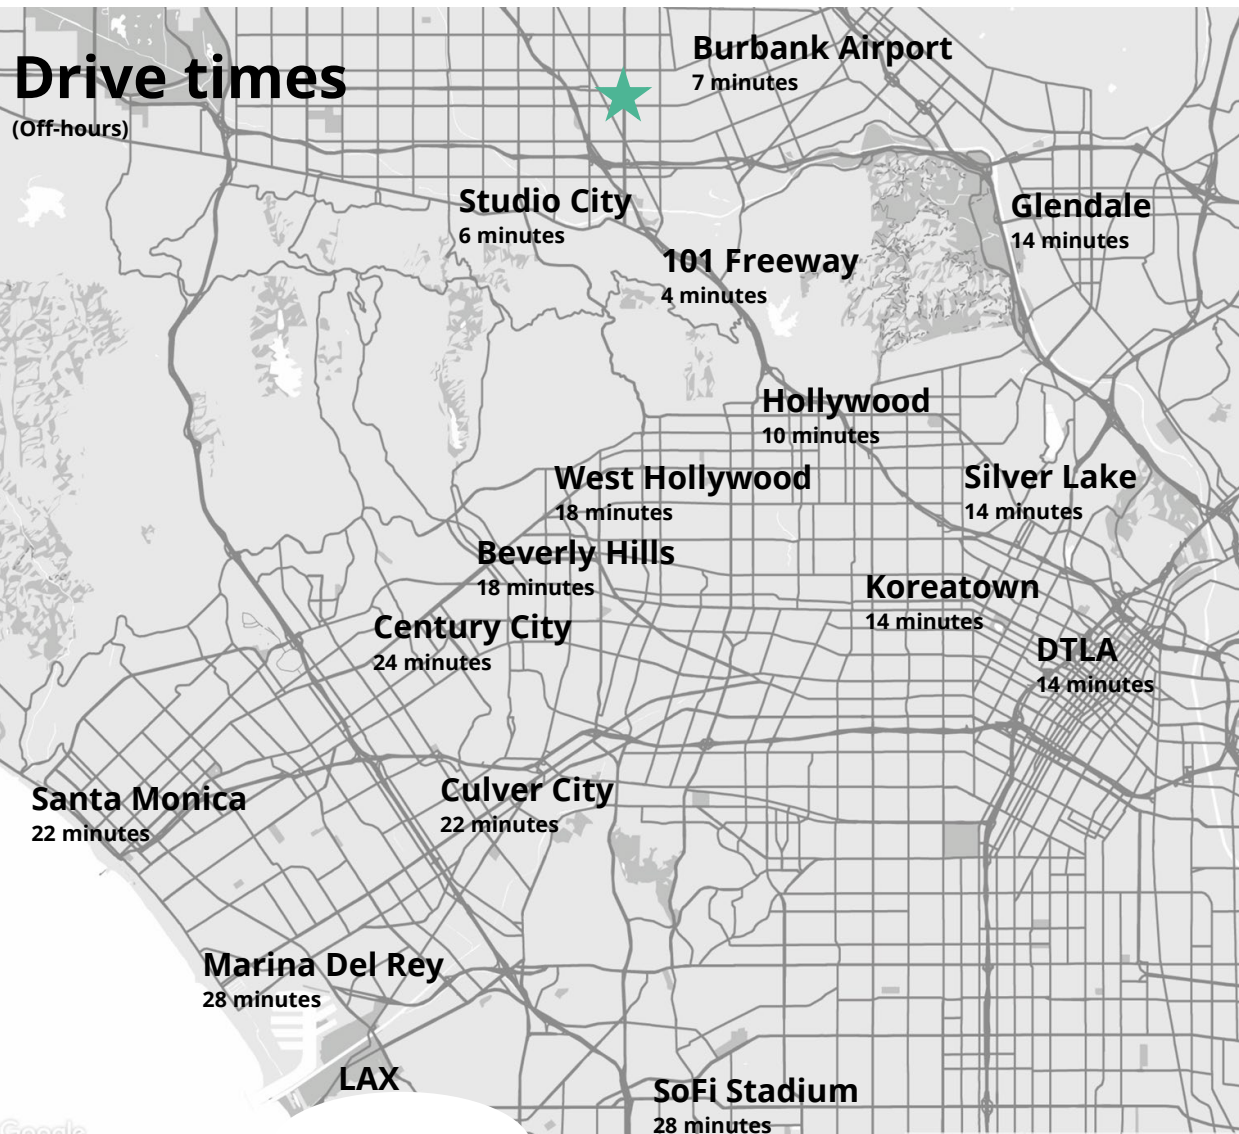 Burbank Airport
7 minutes
Drive times
(Off-hours)
Studio City
6 minutes
Glendale
14 minutes
101 Freeway
4 minutes
Hollywood
10 minutes
West Hollywood
18 minutes
Silver Lake
14 minutes
Beverly Hills
18 minutes
Koreatown
14 minutes
Century City
24 minutes
DTLA
14 minutes
Santa Monica
22 minutes
Culver City
22 minutes
Marina Del Rey
28 minutes
LAX
SoFi Stadium
28 minutes
Google